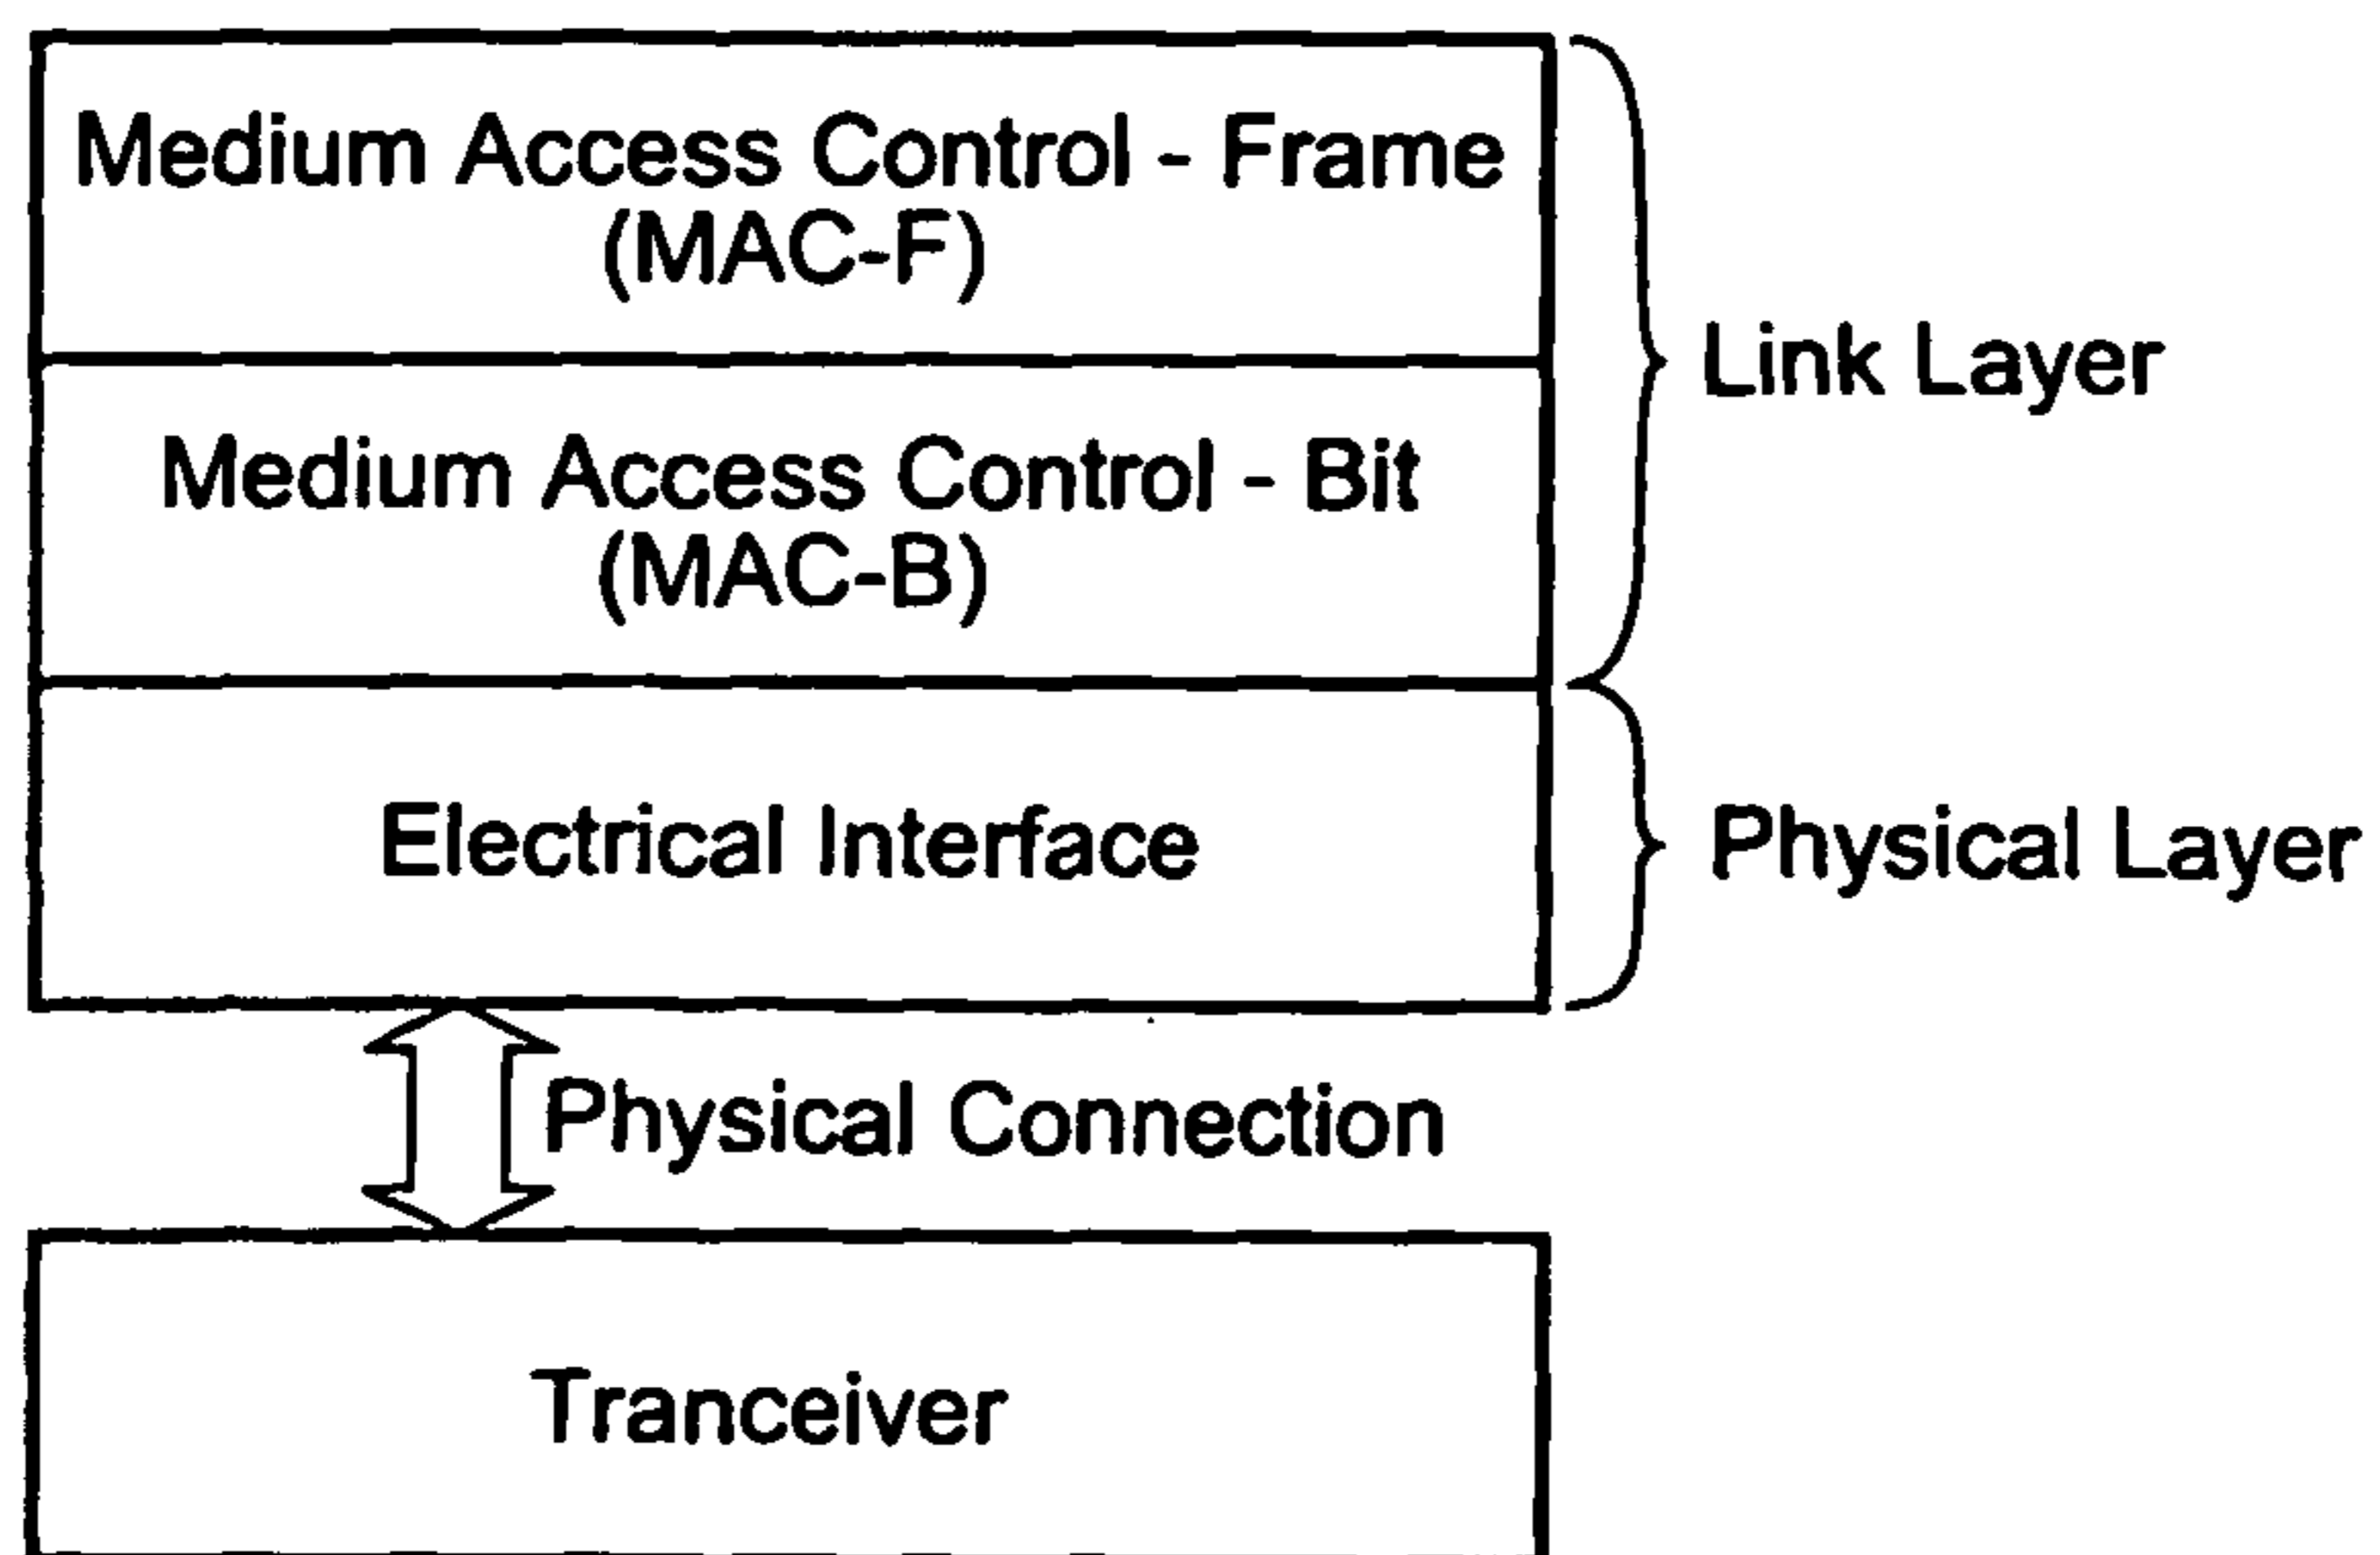 Medium Access Control - Frame
(MAC-F)
Link Layer
Medium Access Control - Bit
(MAC-B)
Electrical Interface
Physical Layer
Physical Connection
Tranceiver